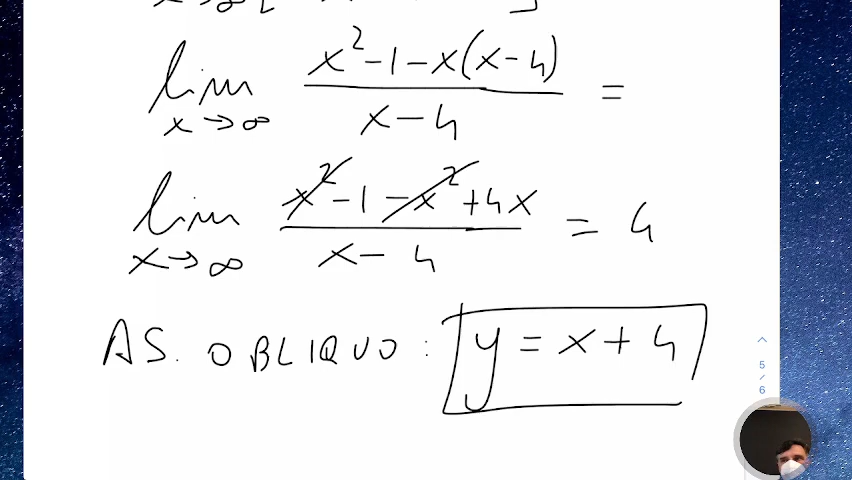 lim x→∞ (x²-1-x(x-4))/(x-4) =
lim x→∞ (x²-1-x²+4x)/(x-4) = 4
AS. OBLIQUO: y = x+4
5
/
6